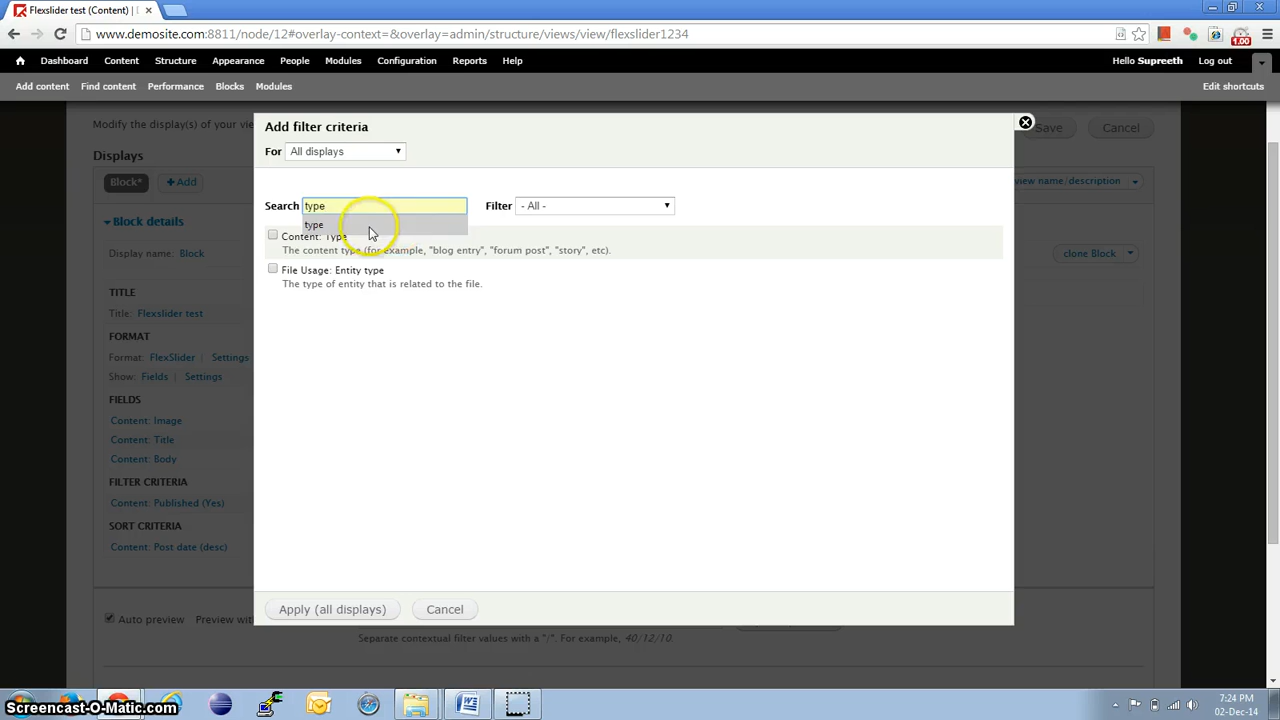 Flexslider test (Content) |
www.demosite.com:8811/node/12#overlay-context=&overlay=admin/structure/views/view/flexslider1234
1.00
Dashboard Content Structure Appearance People Modules Configuration Reports Help Hello Supreeth Log out
Add content Find content Performance Blocks Modules Edit shortcuts
Modify the display(s) of your Save Cancel
Add filter criteria
For All displays
Displays
Block* +Add view name/description
Search type Filter - All -
type
Block details
Content: Type
The content type (for example, "blog entry", "forum post", "story", etc).
Display name: Block clone Block
File Usage: Entity type
The type of entity that is related to the file.
TITLE
Title: Flexslider test
FORMAT
Format: FlexSlider | Settings
Show: Fields | Settings
FIELDS
Content: Image
Content: Title
Content: Body
FILTER CRITERIA
Content: Published (Yes)
SORT CRITERIA
Content: Post date (desc)
Apply (all displays) Cancel
Auto preview Preview wit
Separate contextual filter values with a "/". For example, 40/12/10.
Screencast-O-Matic.com
7:24 PM
02-Dec-14